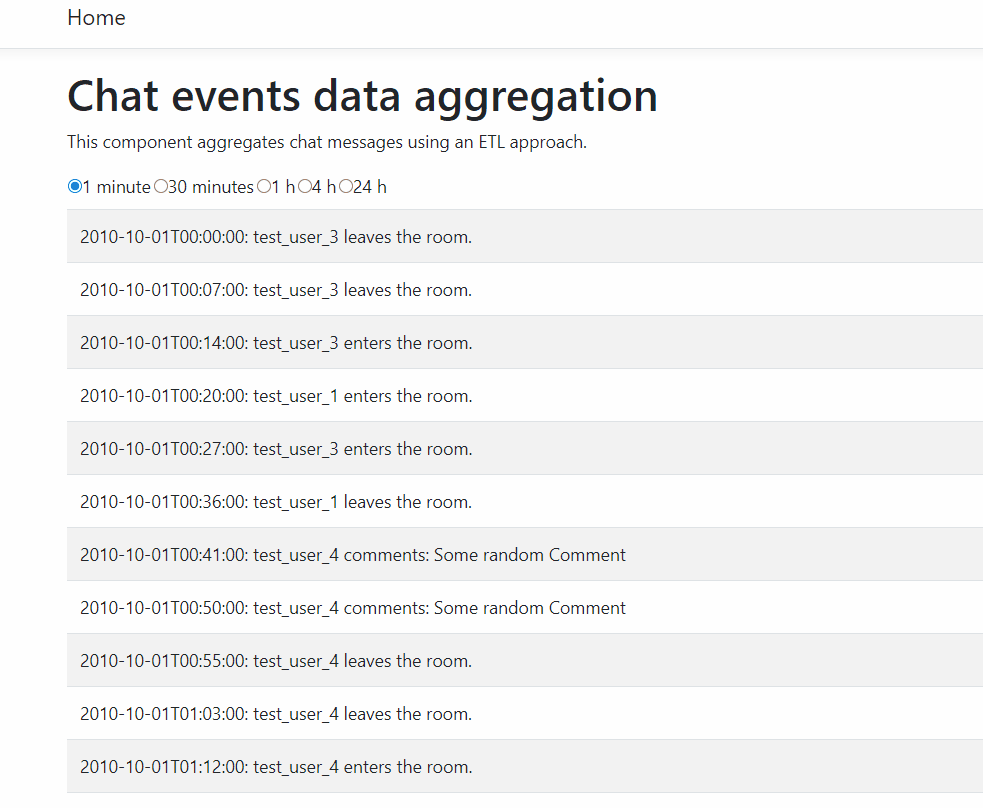 Home
Chat events data aggregation
This component aggregates chat messages using an ETL approach.
1 minute 30 minutes 1 h 4 h 24 h
2010-10-01T00:00:00: test_user_3 leaves the room.
2010-10-01T00:07:00: test_user_3 leaves the room.
2010-10-01T00:14:00: test_user_3 enters the room.
2010-10-01T00:20:00: test_user_1 enters the room.
2010-10-01T00:27:00: test_user_3 enters the room.
2010-10-01T00:36:00: test_user_1 leaves the room.
2010-10-01T00:41:00: test_user_4 comments: Some random Comment
2010-10-01T00:50:00: test_user_4 comments: Some random Comment
2010-10-01T00:55:00: test_user_4 leaves the room.
2010-10-01T01:03:00: test_user_4 leaves the room.
2010-10-01T01:12:00: test_user_4 enters the room.